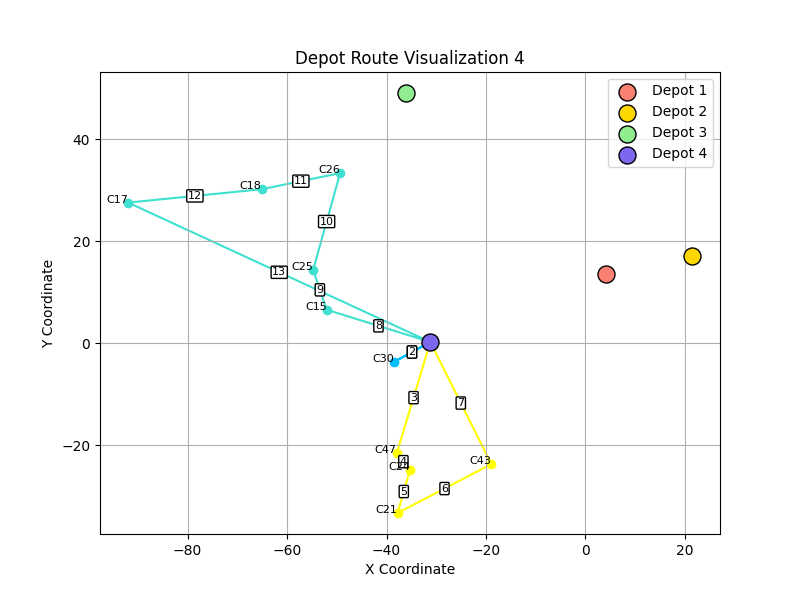 Depot Route Visualization 4
Depot 1
Depot 2
Depot 3
Depot 4
Y Coordinate
40
20
0
−20
C26
C18
11
12
C17
10
C25
13
9
C15
8
2
C30
3
7
C47
4
C43
5
6
C21
−80
−60
−40
−20
0
20
X Coordinate